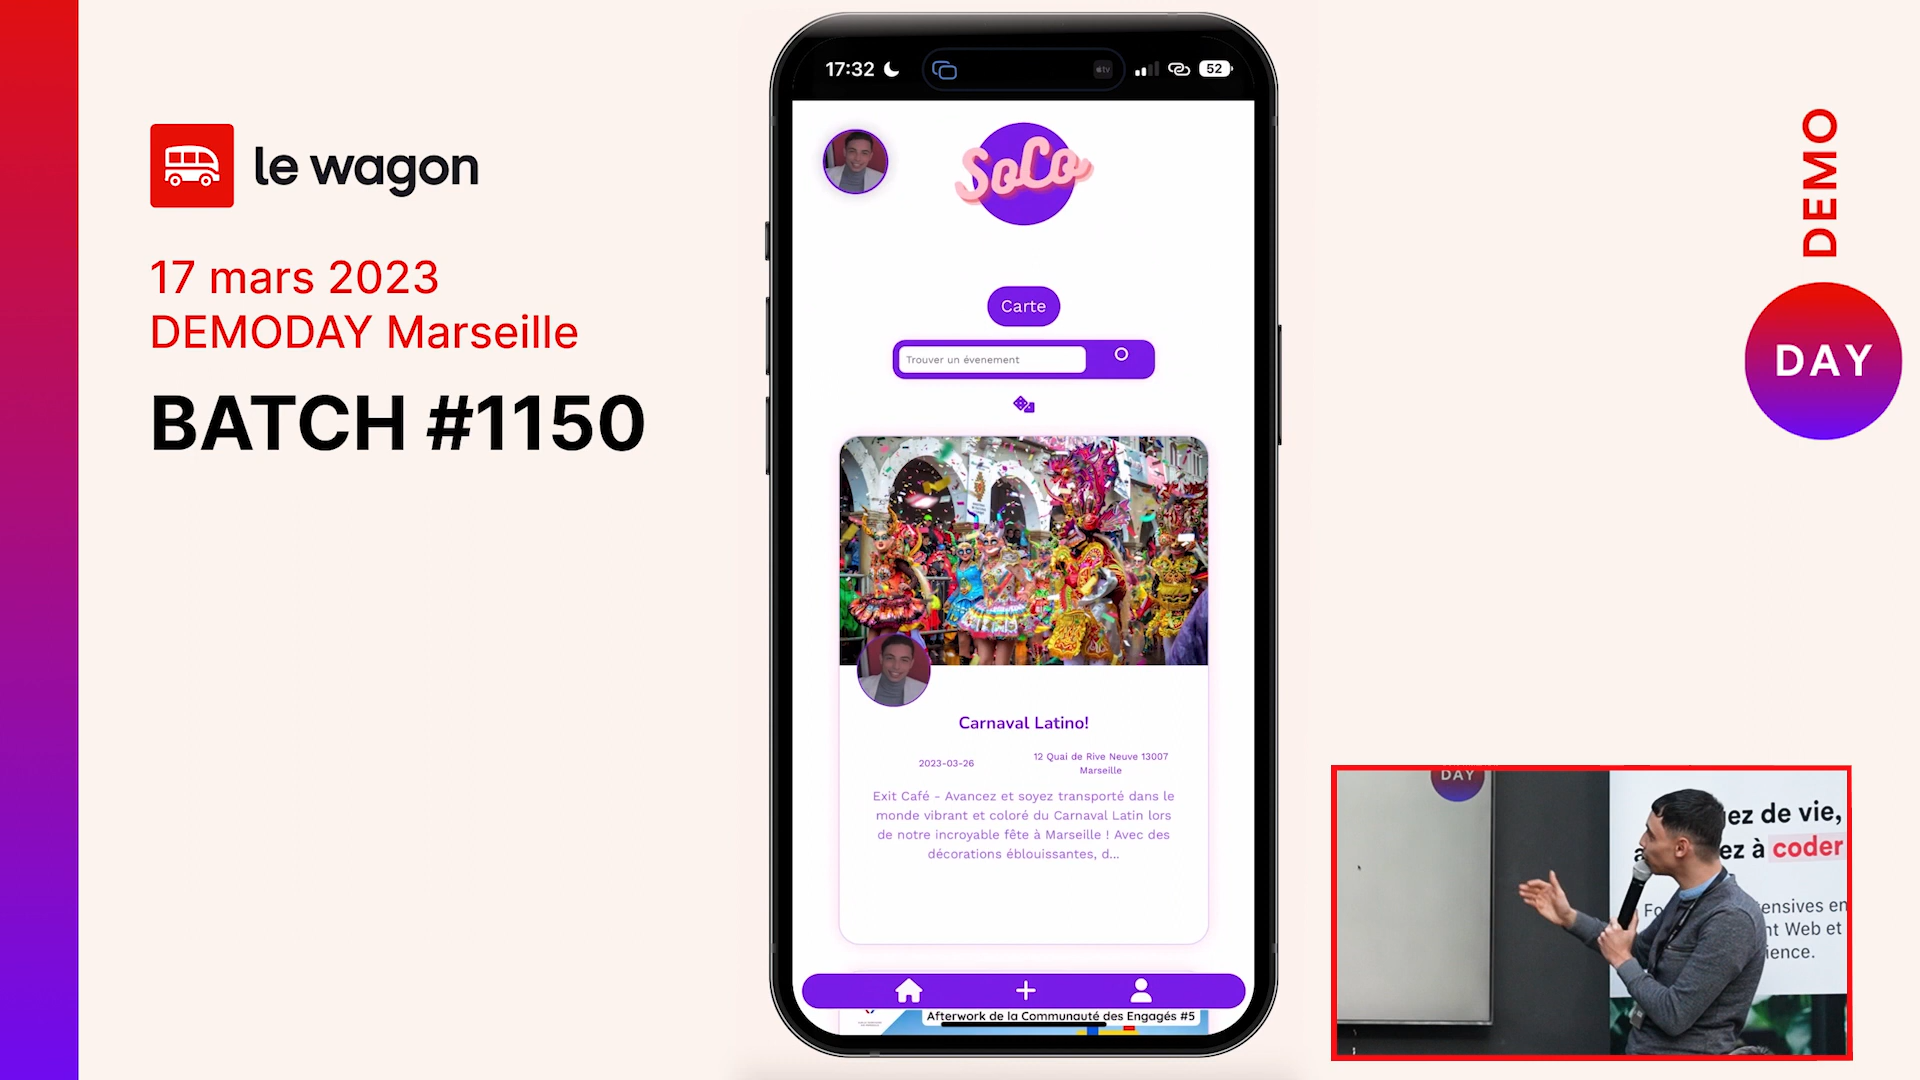 le wagon
17 mars 2023
DEMODAY Marseille
BATCH #1150
17:32
tv
52
SoCo
Carte
Trouver un évenement
Carnaval Latino!
2023-03-26
12 Quai de Rive Neuve 13007
Marseille
Exit Café - Avancez et soyez transporté dans le
monde vibrant et coloré du Carnaval Latin lors
de notre incroyable fête à Marseille ! Avec des
décorations éblouissantes, d...
Afterwork de la Communauté des Engagés #5
DEMO
DAY
DAY
ez de vie,
ez à coder
Fo
ensives en
nt Web et
ience.